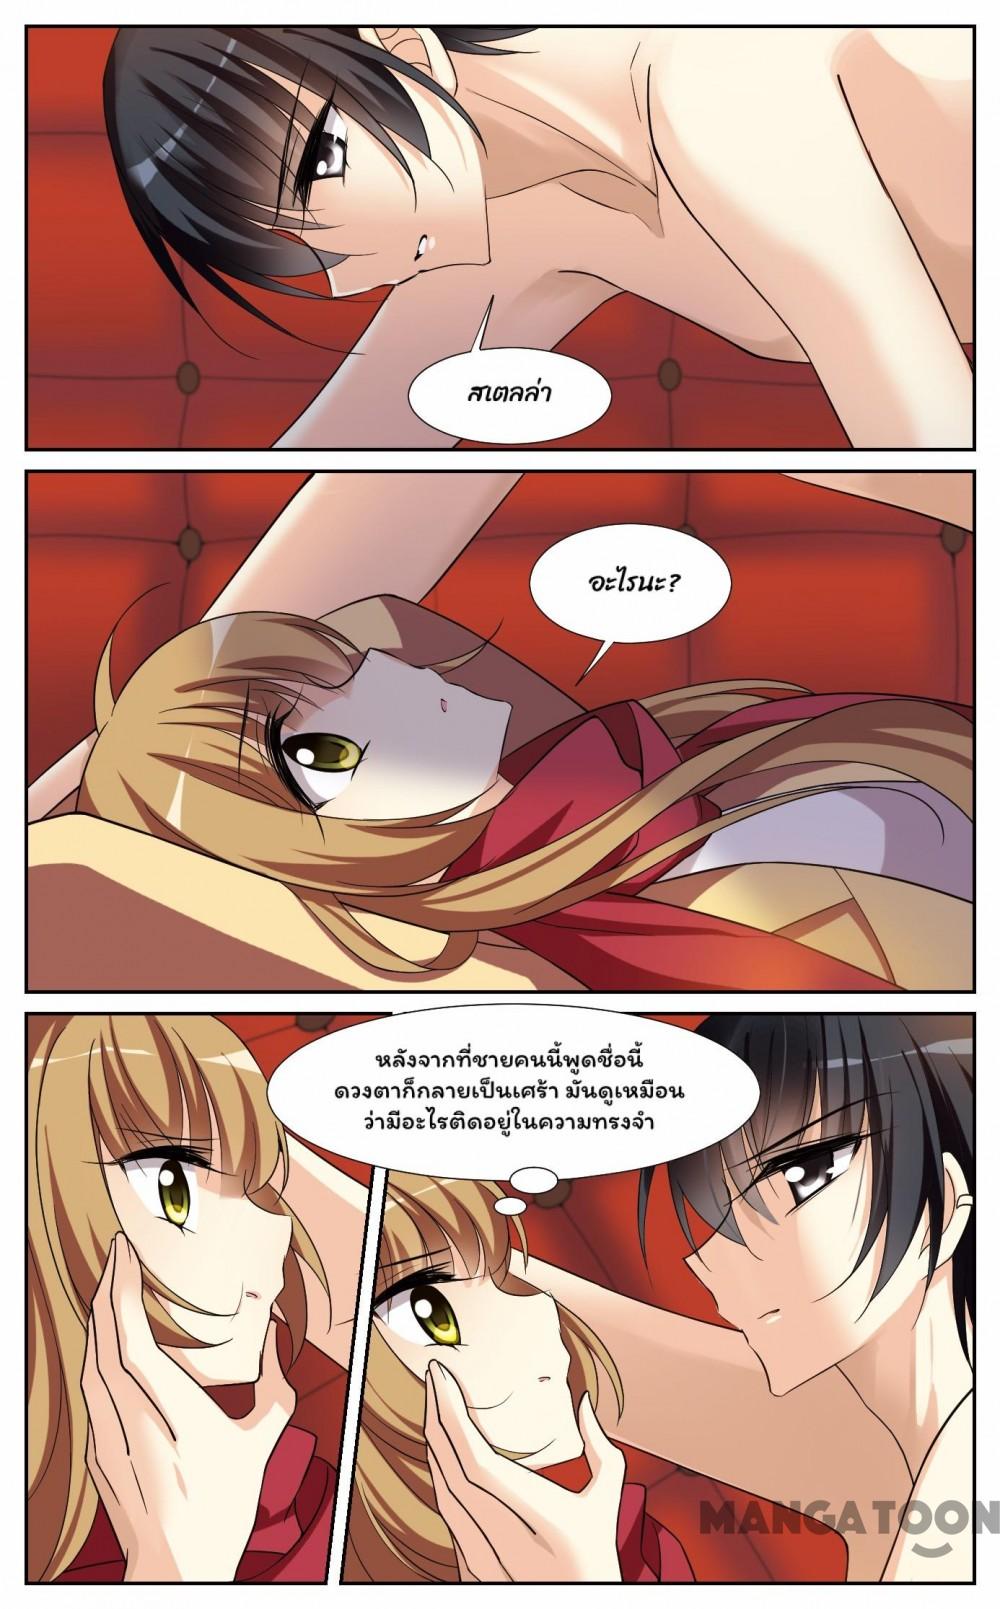 สเตลล่า
อะไรนะ?
หลังจากที่ชายคนนี้พูดชื่อนี้
ดวงตาก็กลายเป็นเศร้า มันดูเหมือน
ว่ามีอะไรติดอยู่ในความทรงจำ
MANGATOON